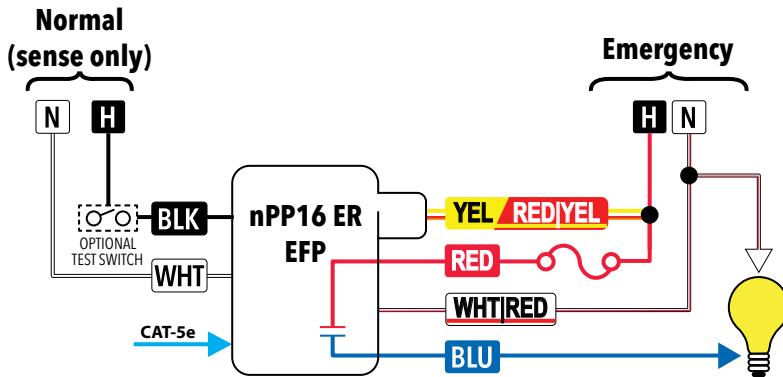 Normal
(sense only)
Emergency
N H
H N
BLK
OPTIONAL
TEST SWITCH
WHT
CAT-5e
nPP16 ER
EFP
YEL RED|YEL
RED
WHT|RED
BLU